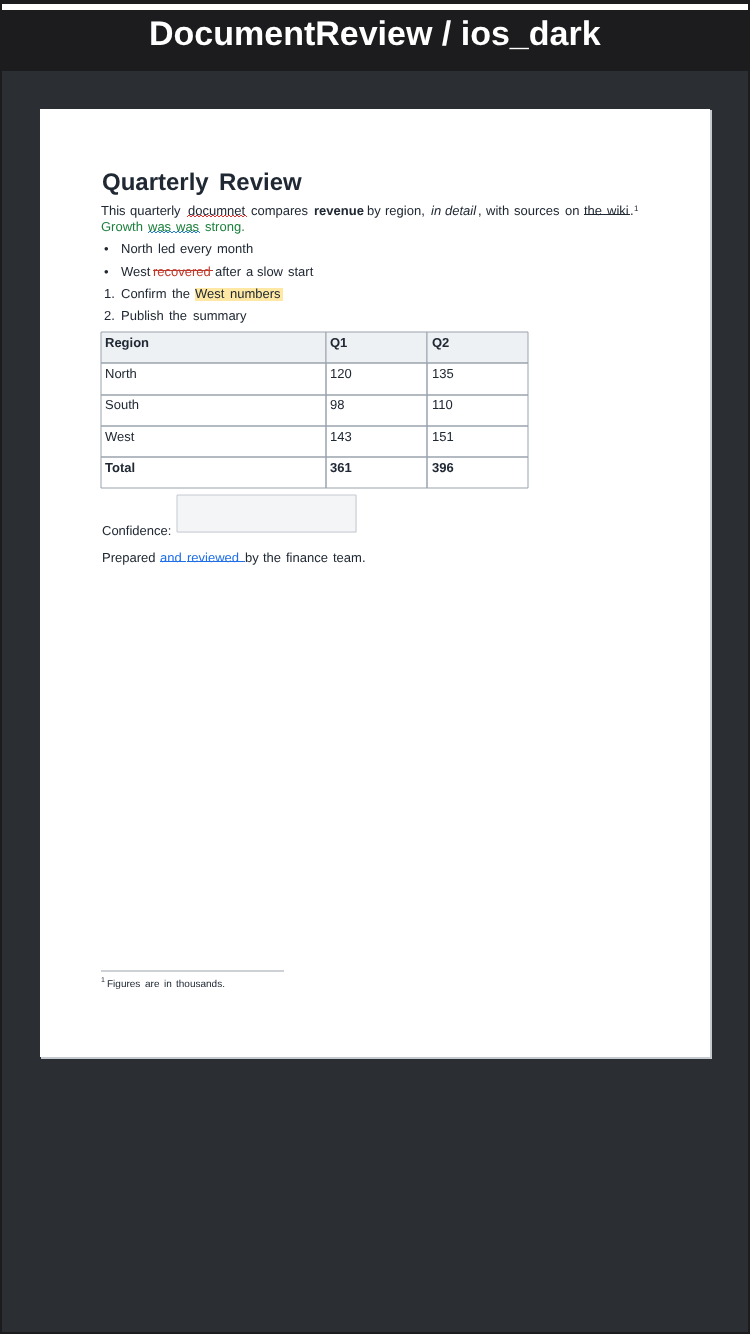 DocumentReview / ios_dark
Quarterly Review
This quarterly documnet compares revenue by region, in detail, with sources on the wiki.¹
Growth was was strong.
• North led every month
• West recovered after a slow start
1. Confirm the West numbers
2. Publish the summary
Region Q1 Q2
North 120 135
South 98 110
West 143 151
Total 361 396
Confidence:
Prepared and reviewed by the finance team.
¹ Figures are in thousands.